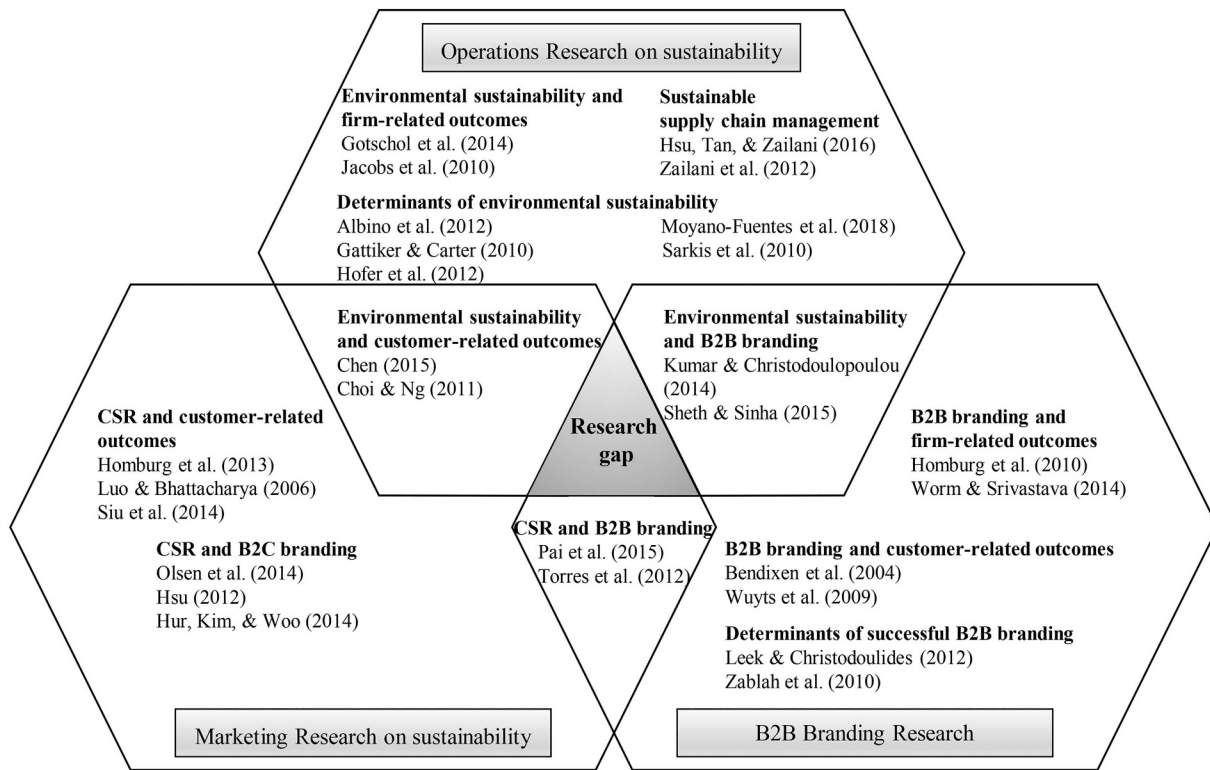 Operations Research on sustainability
Environmental sustainability and
firm-related outcomes
Gotschol et al. (2014)
Jacobs et al. (2010)
Sustainable
supply chain management
Hsu, Tan, & Zailani (2016)
Zailani et al. (2012)
Determinants of environmental sustainability
Albino et al. (2012)
Gattiker & Carter (2010)
Hofer et al. (2012)
Moyano-Fuentes et al. (2018)
Sarkis et al. (2010)
Environmental sustainability
and customer-related outcomes
Chen (2015)
Choi & Ng (2011)
Environmental sustainability
and B2B branding
Kumar & Christodoulopoulou
(2014)
Sheth & Sinha (2015)
Research
gap
CSR and customer-related
outcomes
Homburg et al. (2013)
Luo & Bhattacharya (2006)
Siu et al. (2014)
CSR and B2C branding
Olsen et al. (2014)
Hsu (2012)
Hur, Kim, & Woo (2014)
CSR and B2B branding
Pai et al. (2015)
Torres et al. (2012)
B2B branding and
firm-related outcomes
Homburg et al. (2010)
Worm & Srivastava (2014)
B2B branding and customer-related outcomes
Bendixen et al. (2004)
Wuyts et al. (2009)
Determinants of successful B2B branding
Leek & Christodoulides (2012)
Zablah et al. (2010)
Marketing Research on sustainability
B2B Branding Research